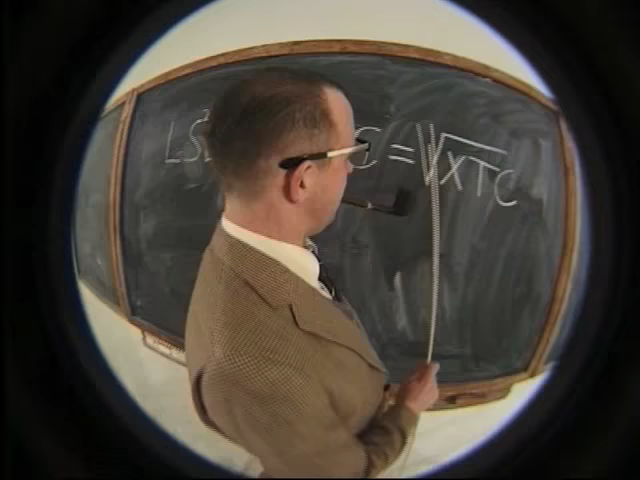 LS C = √XTC